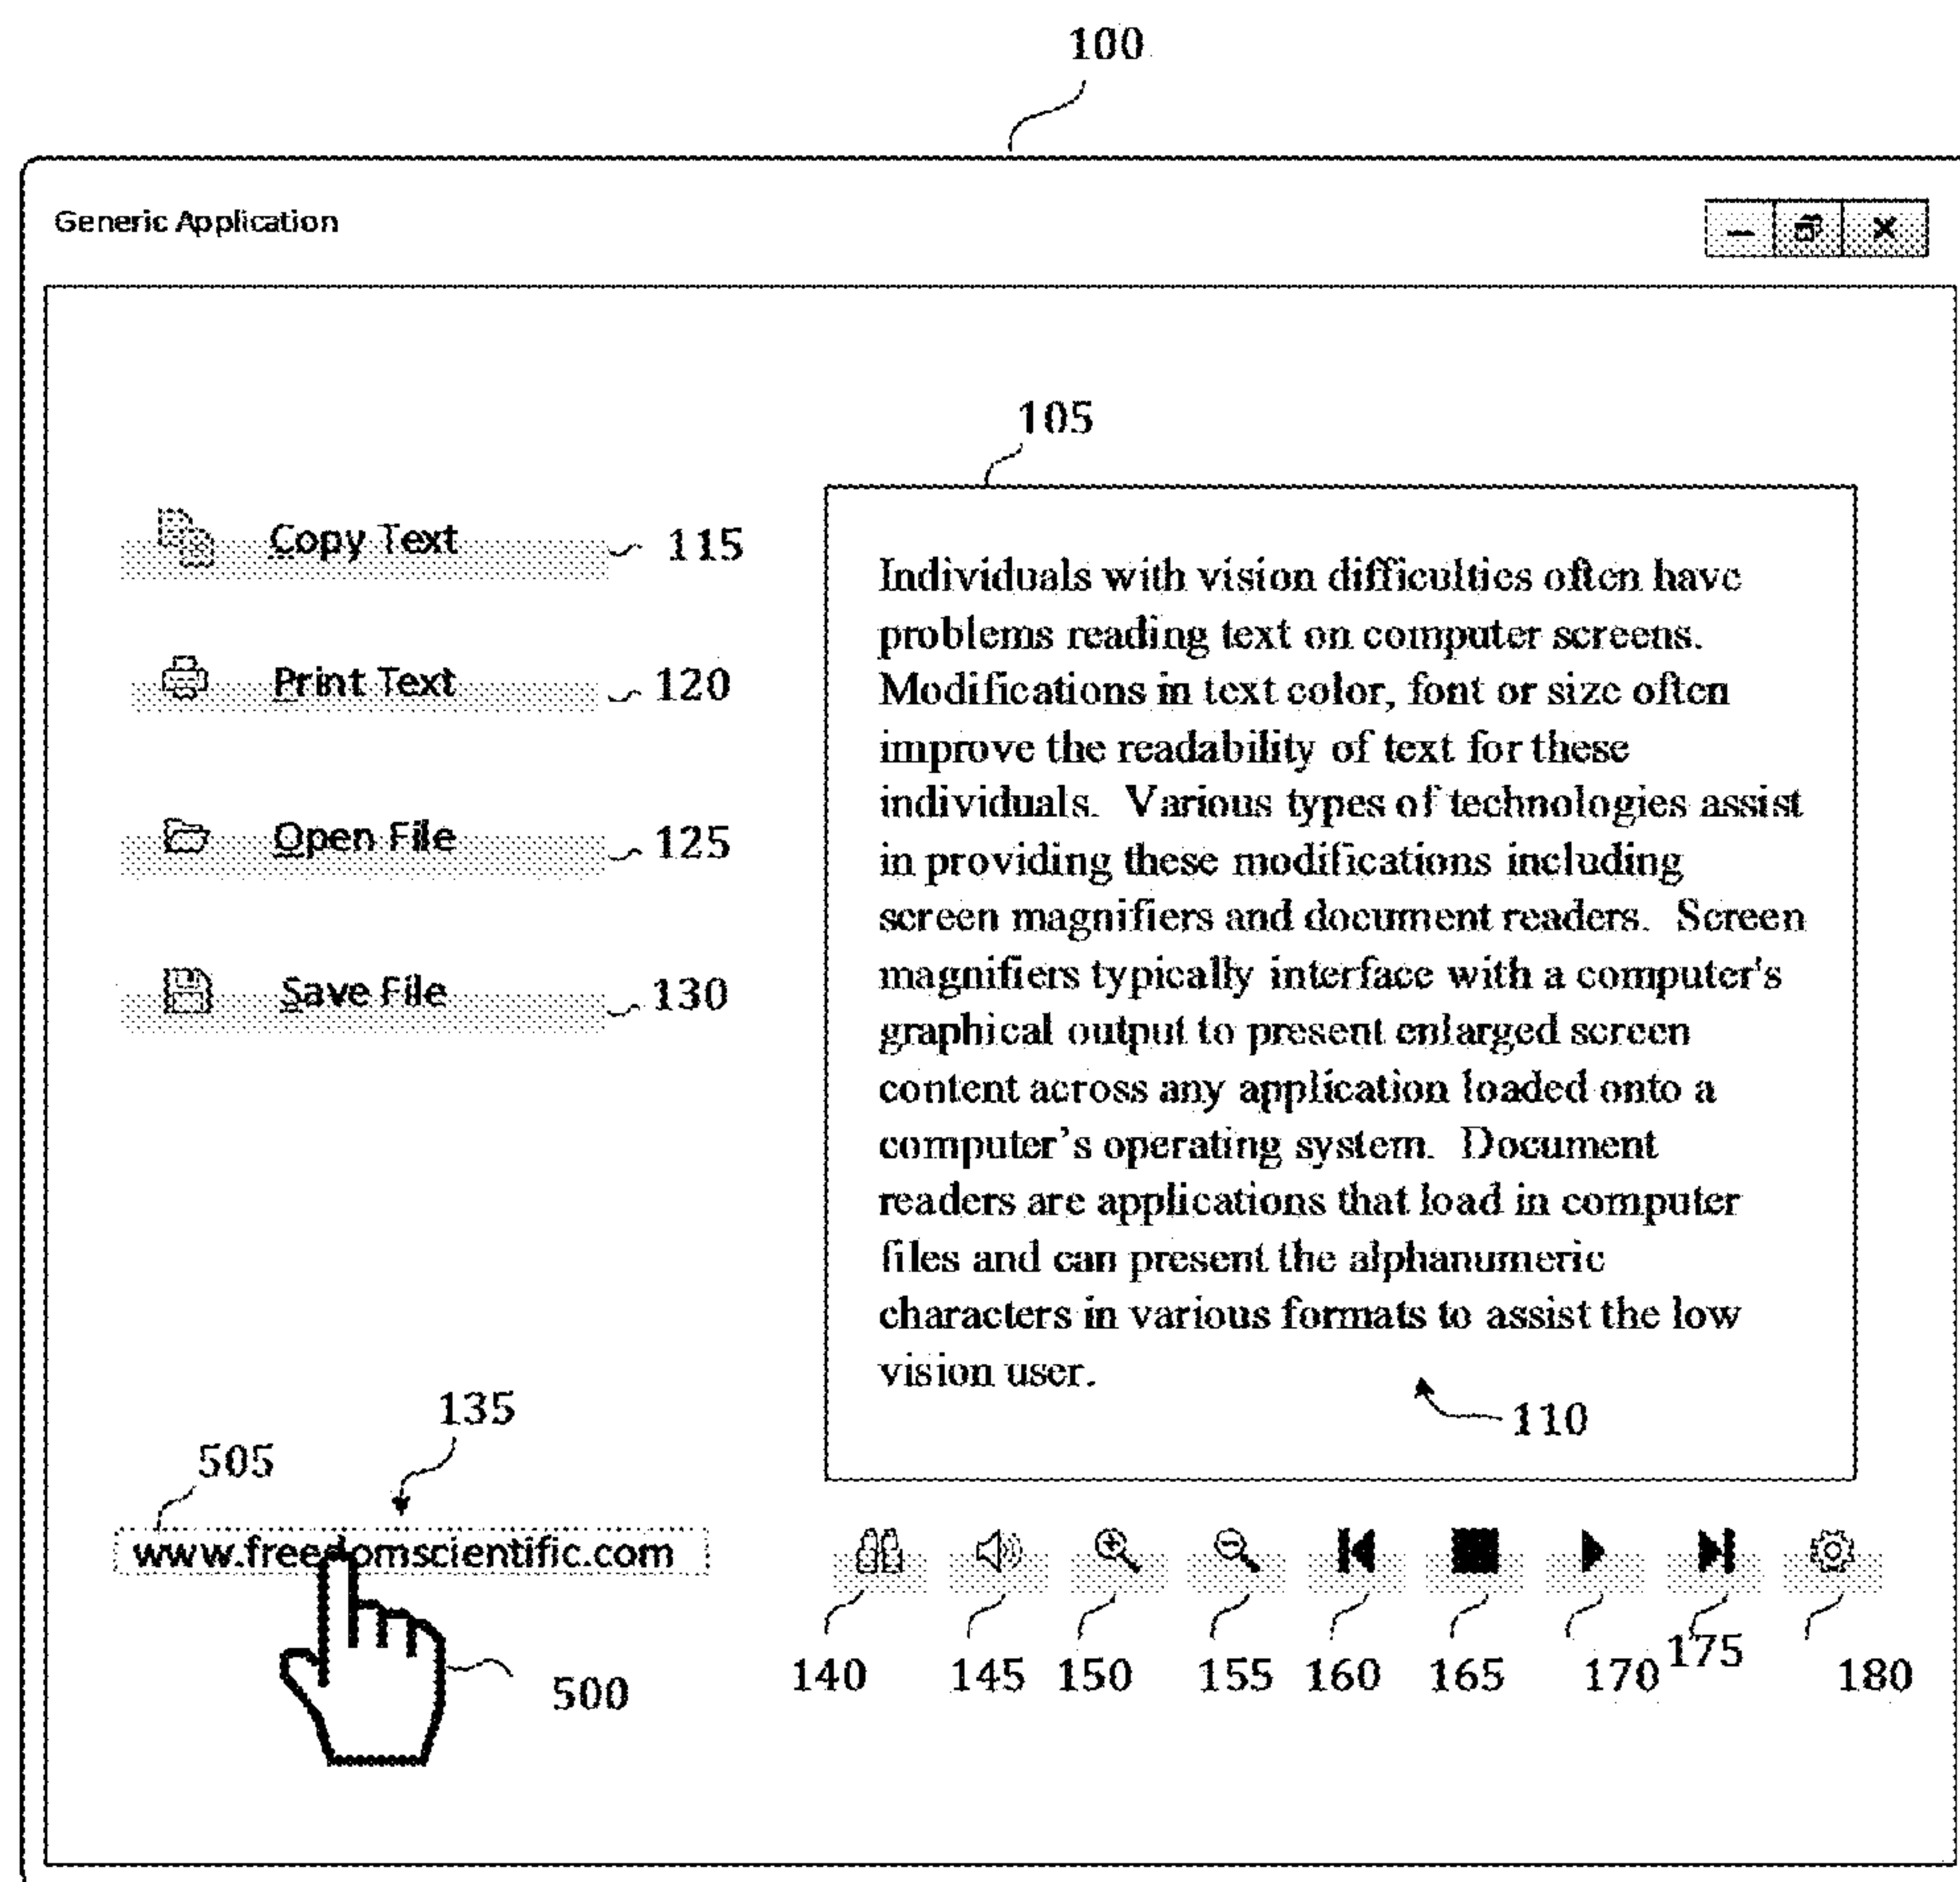 100
Generic Application
105
Copy Text 115
Print Text 120
Open File 125
Save File 130
Individuals with vision difficulties often have
problems reading text on computer screens.
Modifications in text color, font or size often
improve the readability of text for these
individuals.  Various types of technologies assist
in providing these modifications including
screen magnifiers and document readers.  Screen
magnifiers typically interface with a computer's
graphical output to present enlarged screen
content across any application loaded onto a
computer’s operating system.  Document
readers are applications that load in computer
files and can present the alphanumeric
characters in various formats to assist the low
vision user.
110
135
505
www.freedomscientific.com
500
140 145 150 155 160 165 170 175 180